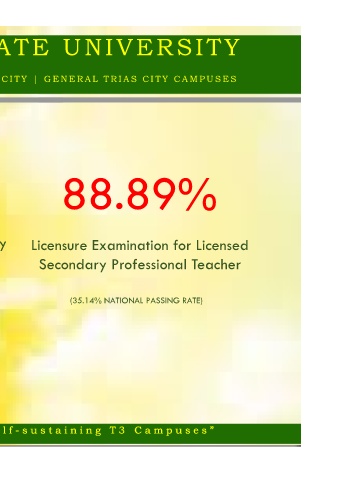 ATE UNIVERSITY
CITY | GENERAL TRIAS CITY CAMPUSES
88.89%
y Licensure Examination for Licensed
Secondary Professional Teacher
(35.14% NATIONAL PASSING RATE)
lf-sustaining T3 Campuses"